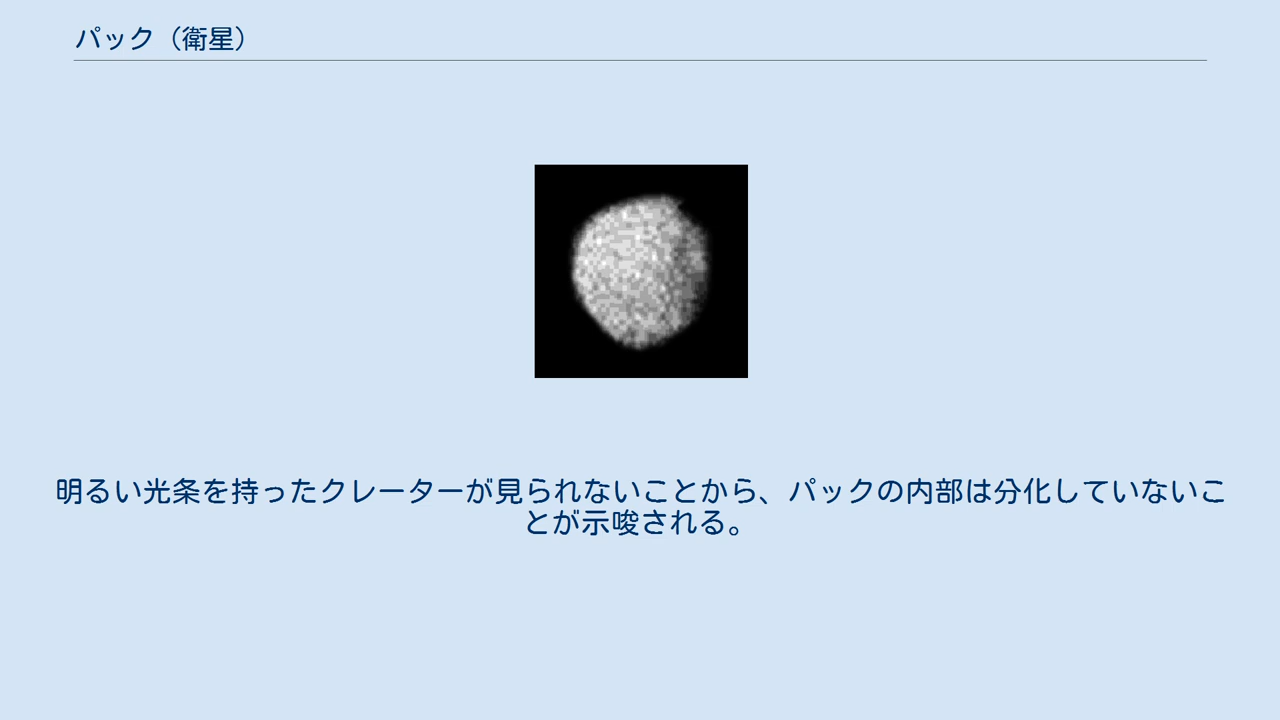 パック（衛星）
明るい光条を持ったクレーターが見られないことから、パックの内部は分化していないこ
とが示唆される。